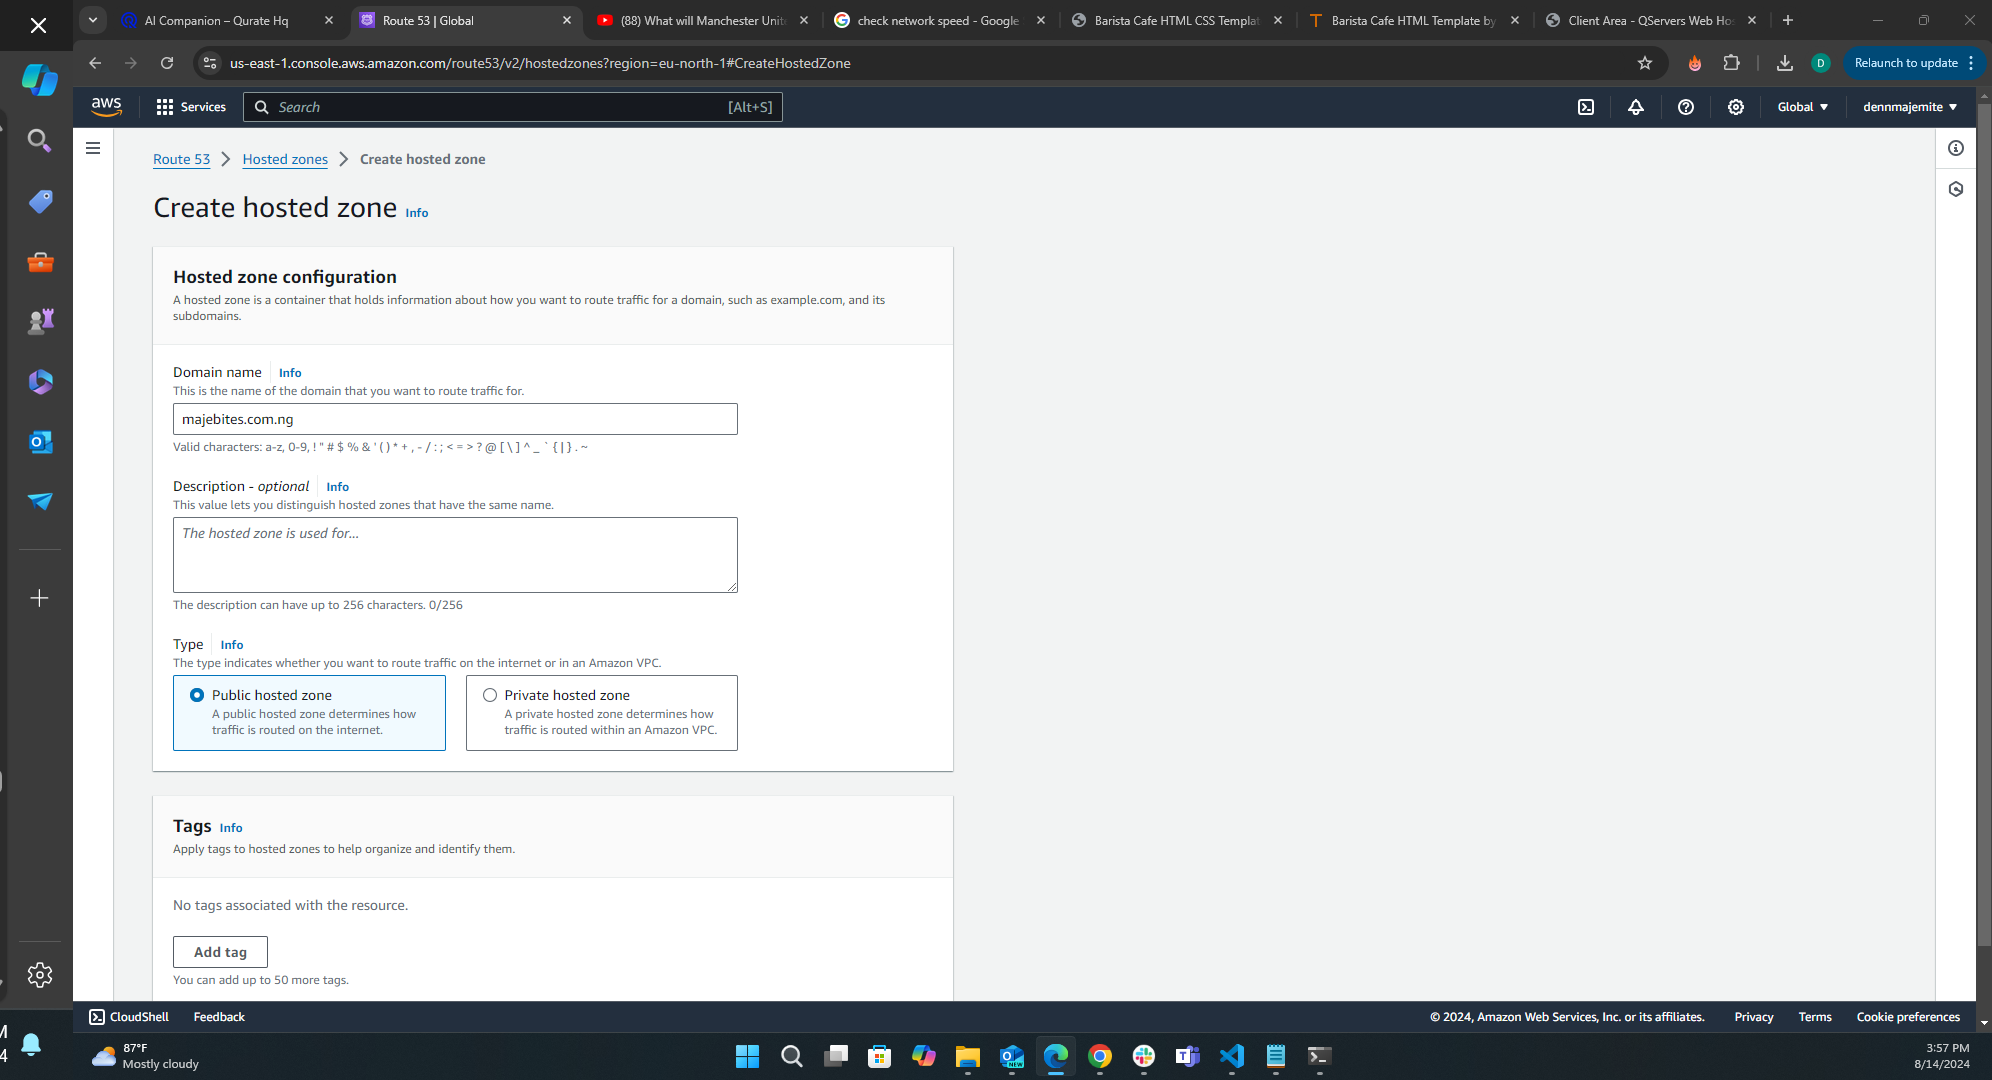 AI Companion – Qurate Hq
Route 53 | Global
(88) What will Manchester Unit
check network speed - Google
Barista Cafe HTML CSS Templat
Barista Cafe HTML Template by
Client Area - QServers Web Ho
us-east-1.console.aws.amazon.com/route53/v2/hostedzones?region=eu-north-1#CreateHostedZone
D
Relaunch to update
aws
Services
Search
[Alt+S]
Global
dennmajemite
Route 53
Hosted zones
Create hosted zone
Create hosted zone Info
Hosted zone configuration
A hosted zone is a container that holds information about how you want to route traffic for a domain, such as example.com, and its
subdomains.
Domain name Info
This is the name of the domain that you want to route traffic for.
majebites.com.ng
Valid characters: a-z, 0-9, ! " # $ % & ' ( ) * + , - / : ; < = > ? @ [ \ ] ^ _ ` { | } . ~
Description - optional Info
This value lets you distinguish hosted zones that have the same name.
The hosted zone is used for...
The description can have up to 256 characters. 0/256
Type Info
The type indicates whether you want to route traffic on the internet or in an Amazon VPC.
Public hosted zone
A public hosted zone determines how
traffic is routed on the internet.
Private hosted zone
A private hosted zone determines how
traffic is routed within an Amazon VPC.
Tags Info
Apply tags to hosted zones to help organize and identify them.
No tags associated with the resource.
Add tag
You can add up to 50 more tags.
CloudShell
Feedback
© 2024, Amazon Web Services, Inc. or its affiliates.
Privacy
Terms
Cookie preferences
87°F
Mostly cloudy
3:57 PM
8/14/2024